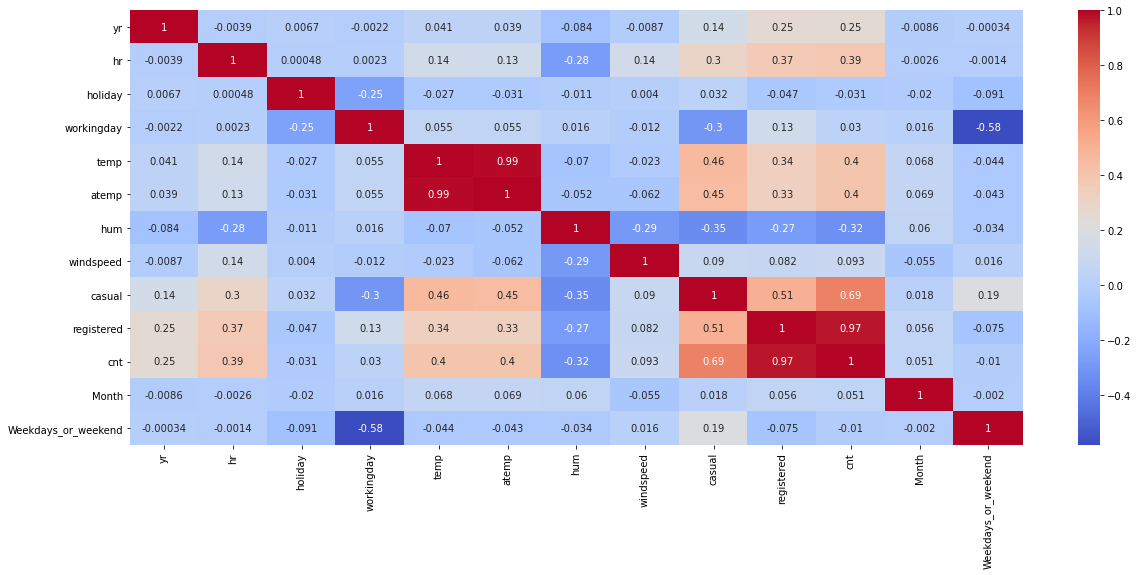 yr 1 -0.0039 0.0067 -0.0022 0.041 0.039 -0.084 -0.0087 0.14 0.25 0.25 -0.0086 -0.00034
hr -0.0039 1 0.00048 0.0023 0.14 0.13 -0.28 0.14 0.3 0.37 0.39 -0.0026 -0.0014
holiday 0.0067 0.00048 1 -0.25 -0.027 -0.031 -0.011 0.004 0.032 -0.047 -0.031 -0.02 -0.091
workingday -0.0022 0.0023 -0.25 1 0.055 0.055 0.016 -0.012 -0.3 0.13 0.03 0.016 -0.58
temp 0.041 0.14 -0.027 0.055 1 0.99 -0.07 -0.023 0.46 0.34 0.4 0.068 -0.044
atemp 0.039 0.13 -0.031 0.055 0.99 1 -0.052 -0.062 0.45 0.33 0.4 0.069 -0.043
hum -0.084 -0.28 -0.011 0.016 -0.07 -0.052 1 -0.29 -0.35 -0.27 -0.32 0.06 -0.034
windspeed -0.0087 0.14 0.004 -0.012 -0.023 -0.062 -0.29 1 0.09 0.082 0.093 -0.055 0.016
casual 0.14 0.3 0.032 -0.3 0.46 0.45 -0.35 0.09 1 0.51 0.69 0.018 0.19
registered 0.25 0.37 -0.047 0.13 0.34 0.33 -0.27 0.082 0.51 1 0.97 0.056 -0.075
cnt 0.25 0.39 -0.031 0.03 0.4 0.4 -0.32 0.093 0.69 0.97 1 0.051 -0.01
Month -0.0086 -0.0026 -0.02 0.016 0.068 0.069 0.06 -0.055 0.018 0.056 0.051 1 -0.002
Weekdays_or_weekend -0.00034 -0.0014 -0.091 -0.58 -0.044 -0.043 -0.034 0.016 0.19 -0.075 -0.01 -0.002 1
yr hr holiday workingday temp atemp hum windspeed casual registered cnt Month Weekdays_or_weekend
1.0
0.8
0.6
0.4
0.2
0.0
−0.2
−0.4